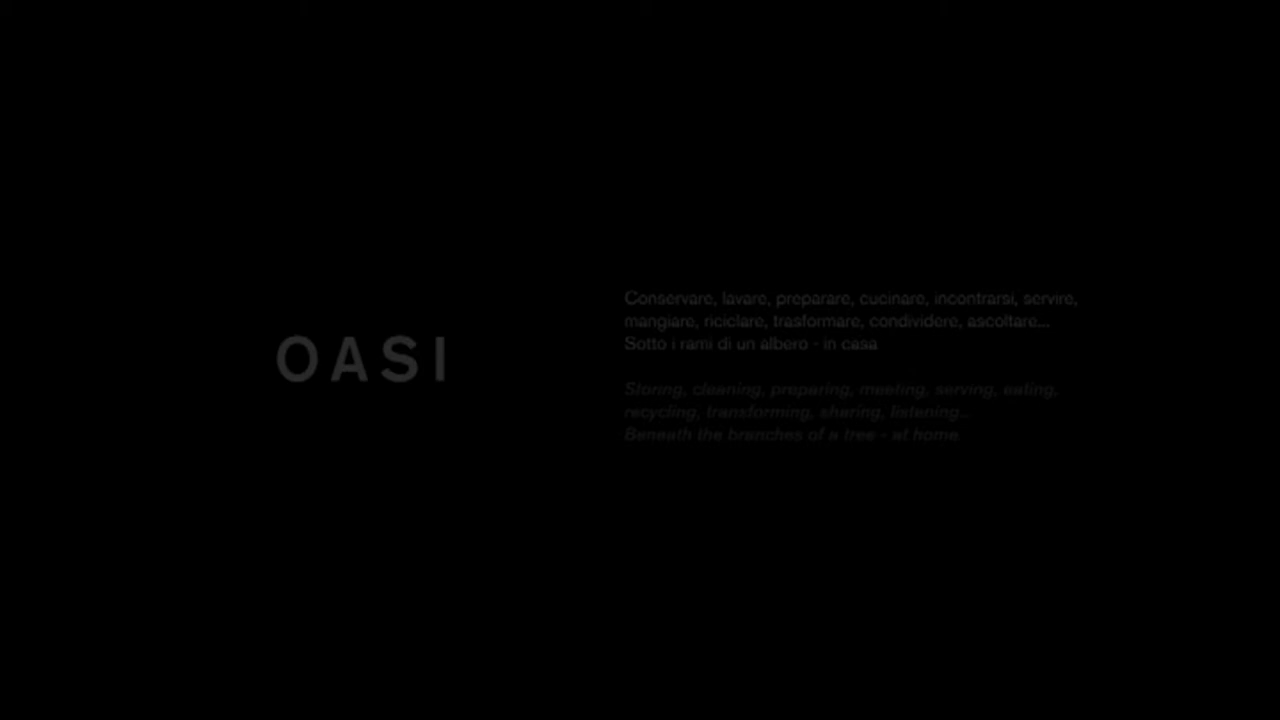 OASI
Conservare, lavare, preparare, cucinare, incontrarsi, servire,
mangiare, riciclare, trasformare, condividere, ascoltare...
Sotto i rami di un albero - in casa
Storing, cleaning, preparing, meeting, serving, eating,
recycling, transforming, sharing, listening...
Beneath the branches of a tree - at home